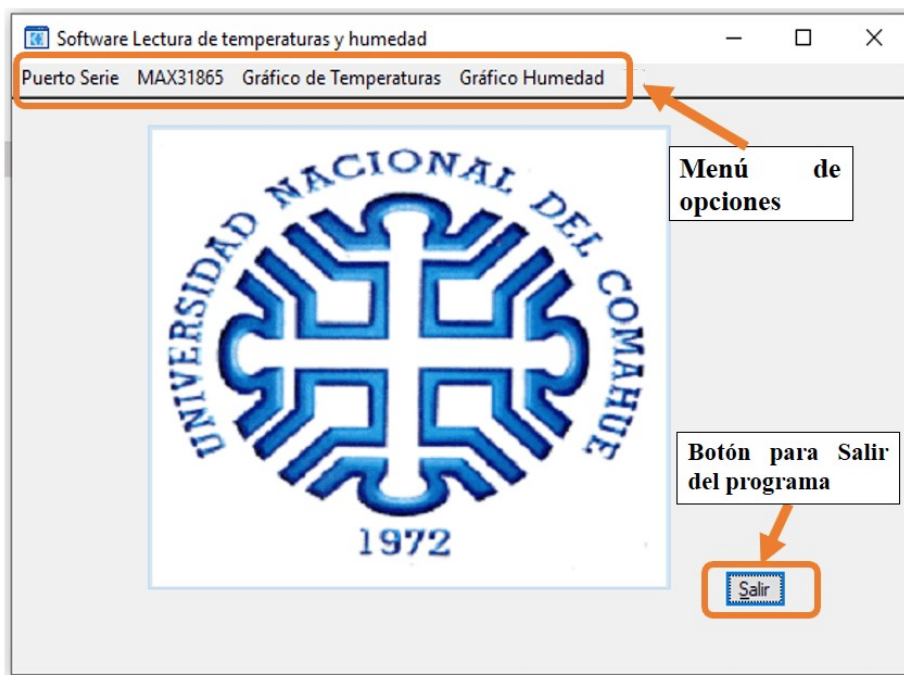 Software Lectura de temperaturas y humedad
Puerto Serie MAX31865 Gráfico de Temperaturas Gráfico Humedad
Menú de
opciones
UNIVERSIDAD NACIONAL DEL COMAHUE
1972
Botón para Salir
del programa
Salir